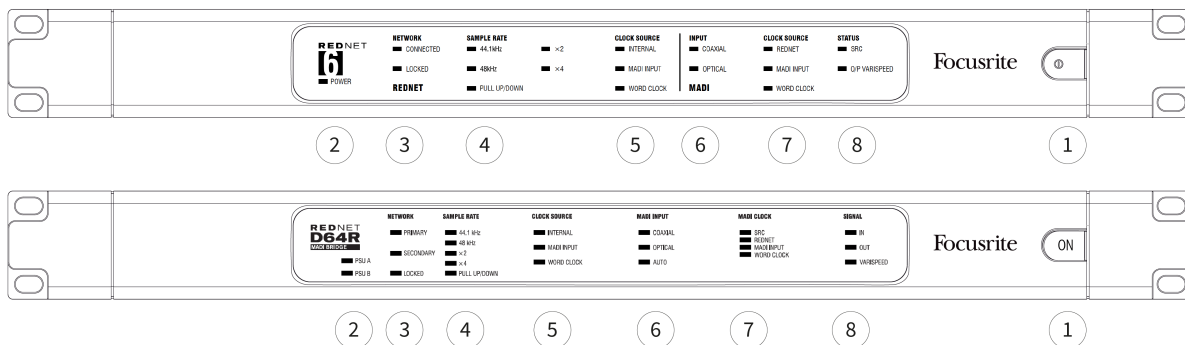 NETWORK SAMPLE RATE CLOCK SOURCE INPUT CLOCK SOURCE STATUS
REDNET CONNECTED 44.1kHz ×2 INTERNAL COAXIAL REDNET SRC
6 LOCKED 48kHz ×4 MADI INPUT OPTICAL MADI INPUT O/P VARISPEED
POWER REDNET PULL UP/DOWN WORD CLOCK MADI WORD CLOCK
Focusrite
2 3 4 5 6 7 8 1
NETWORK SAMPLE RATE CLOCK SOURCE MADI INPUT MADI CLOCK SIGNAL
REDNET PRIMARY 44.1 kHz INTERNAL COAXIAL SRC IN
D64R 48 kHz REDNET
MADI BRIDGE SECONDARY ×2 MADI INPUT OPTICAL MADI INPUT OUT
PSU A ×4 WORD CLOCK AUTO WORD CLOCK VARISPEED
PSU B LOCKED PULL UP/DOWN
Focusrite ON
2 3 4 5 6 7 8 1